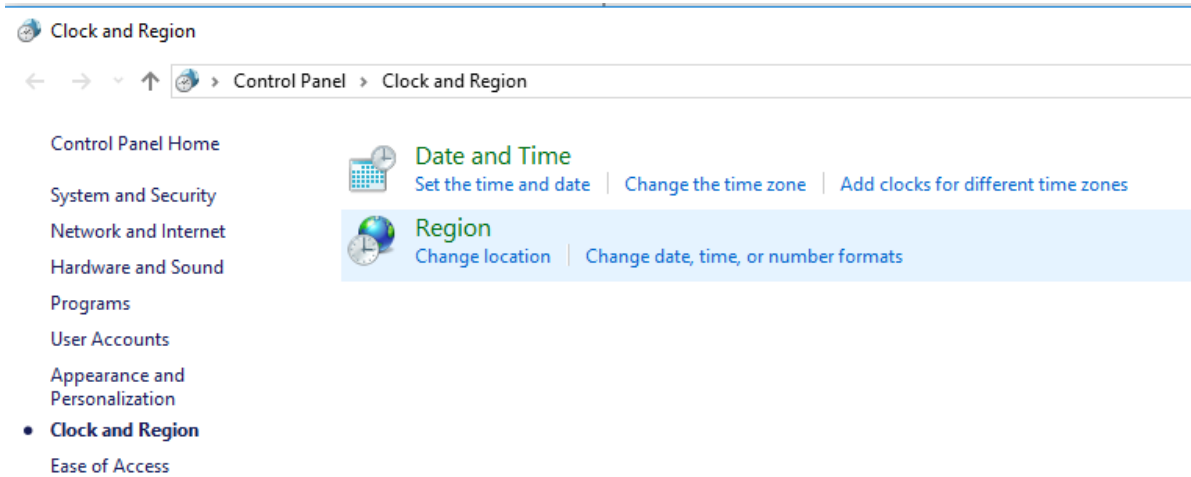 Clock and Region
Control Panel > Clock and Region
Control Panel Home
System and Security
Network and Internet
Hardware and Sound
Programs
User Accounts
Appearance and
Personalization
Clock and Region
Ease of Access
Date and Time
Set the time and date | Change the time zone | Add clocks for different time zones
Region
Change location | Change date, time, or number formats